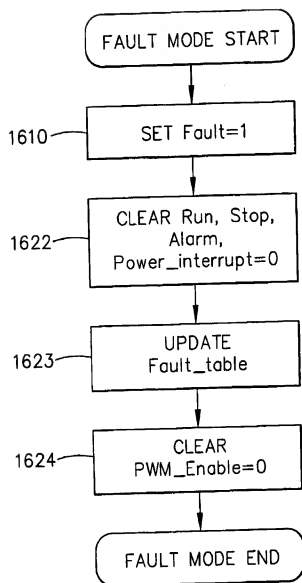 FAULT MODE START
1610
SET Fault=1
1622
CLEAR Run, Stop,
Alarm,
Power_interrupt=0
1623
UPDATE
Fault_table
1624
CLEAR
PWM_Enable=0
FAULT MODE END